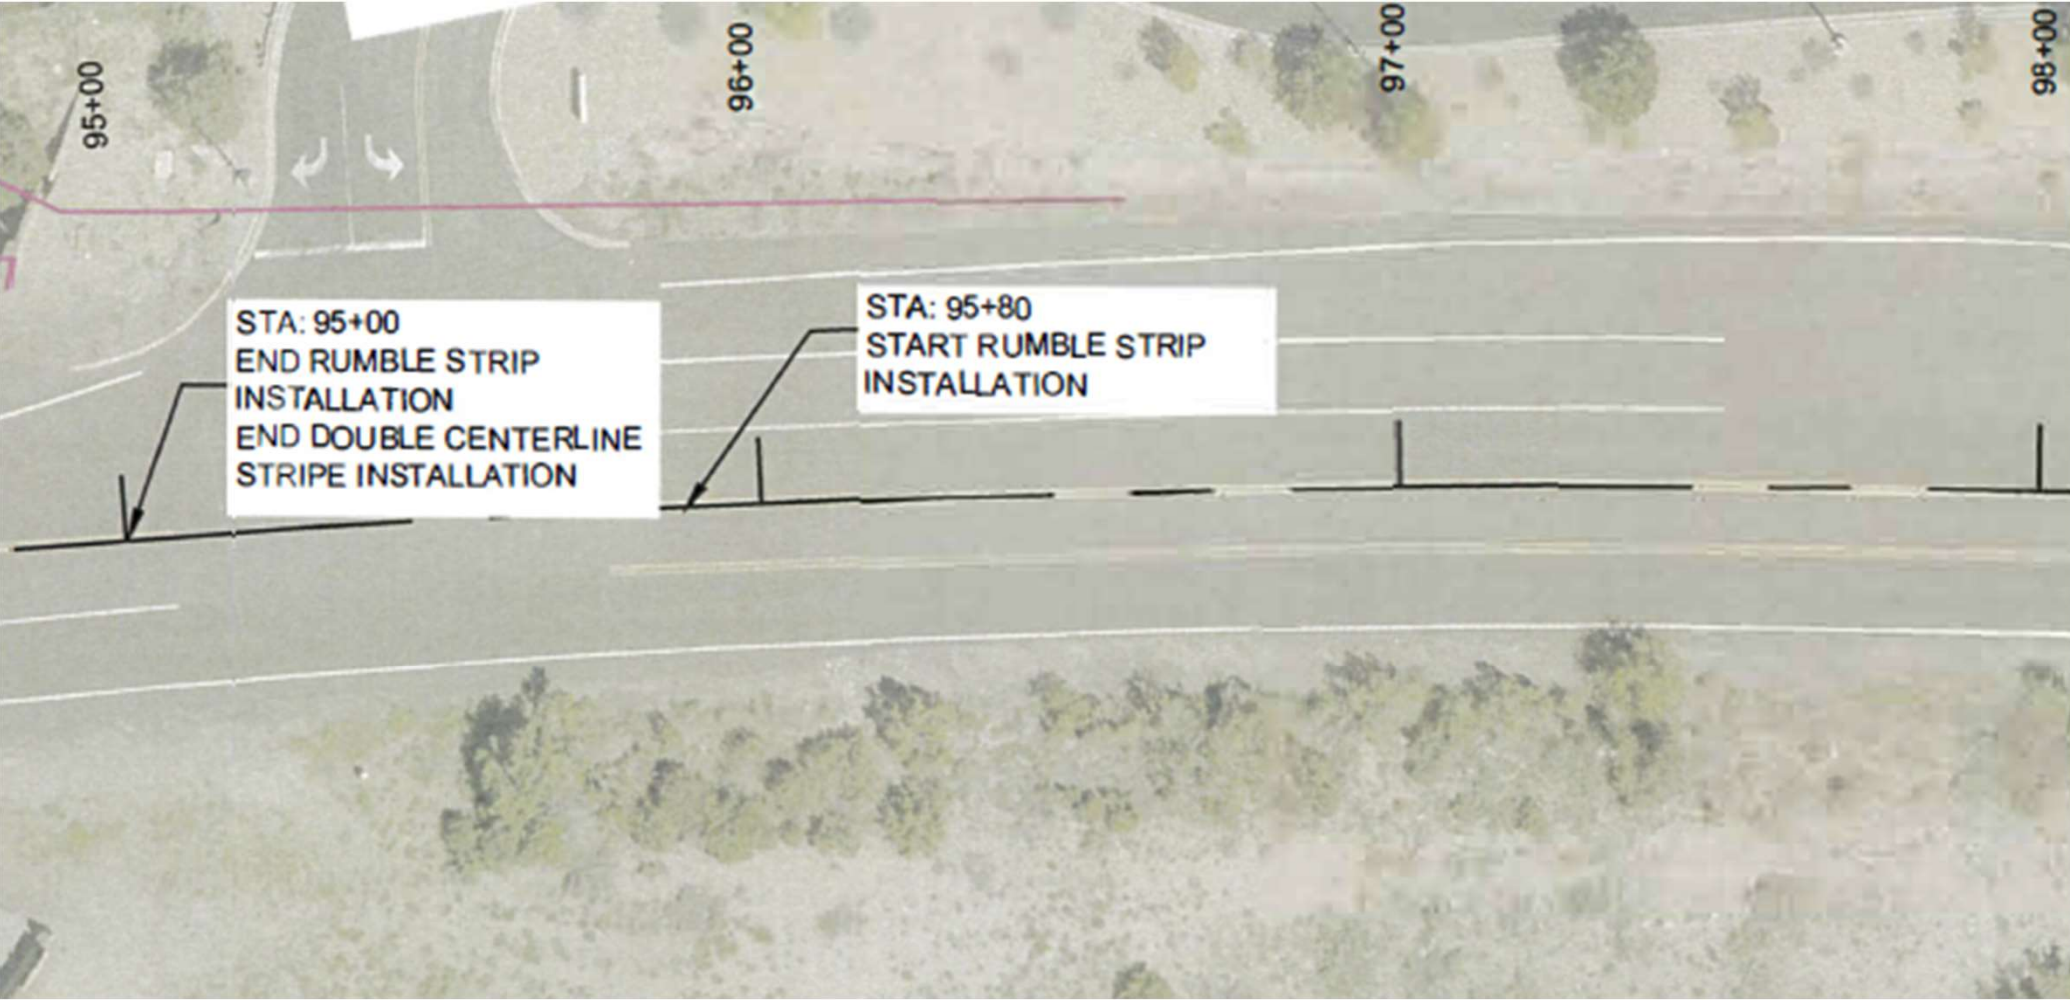 95+00
96+00
97+00
98+00
STA: 95+00
END RUMBLE STRIP
INSTALLATION
END DOUBLE CENTERLINE
STRIPE INSTALLATION
STA: 95+80
START RUMBLE STRIP
INSTALLATION